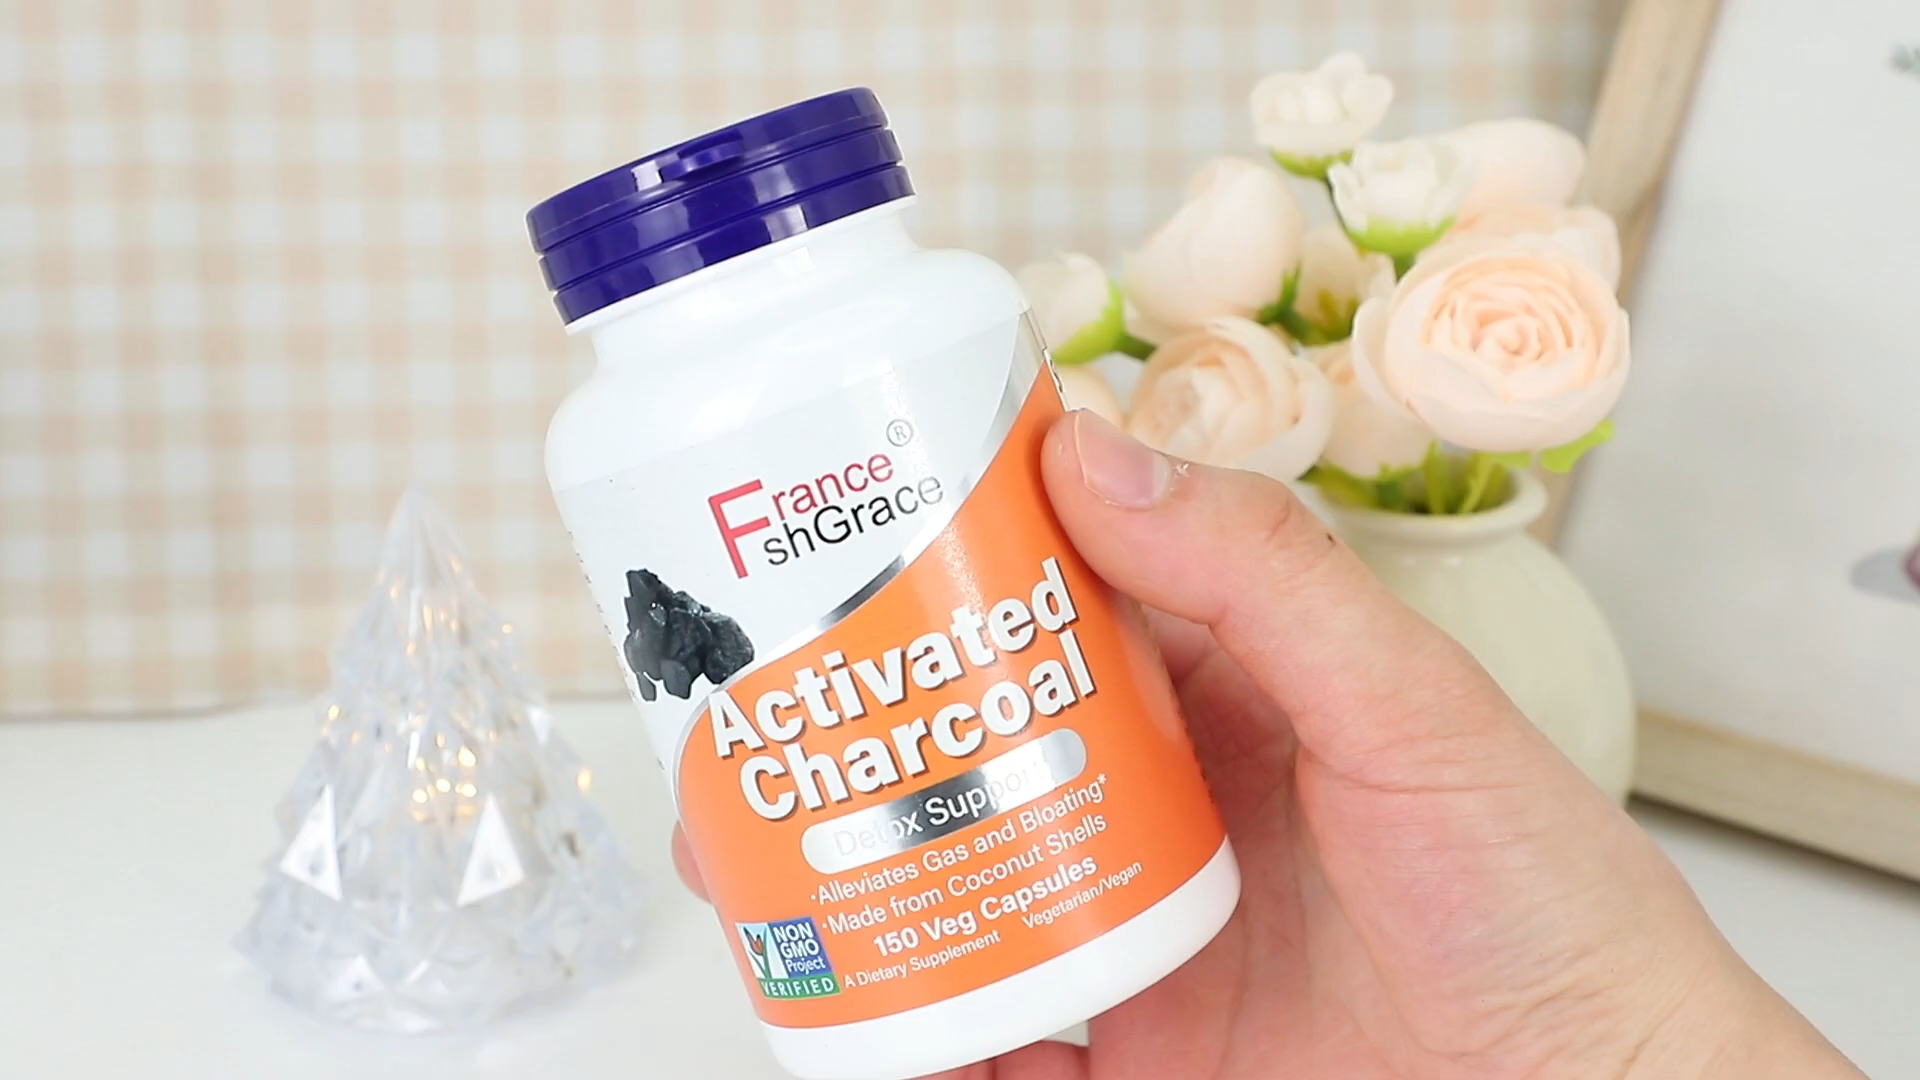 France ®
shGrace
Activated
Charcoal
Detox Support
·Alleviates Gas and Bloating*
·Made from Coconut Shells
150 Veg Capsules
A Dietary Supplement Vegetarian/Vegan
NON
GMO
Project
VERIFIED